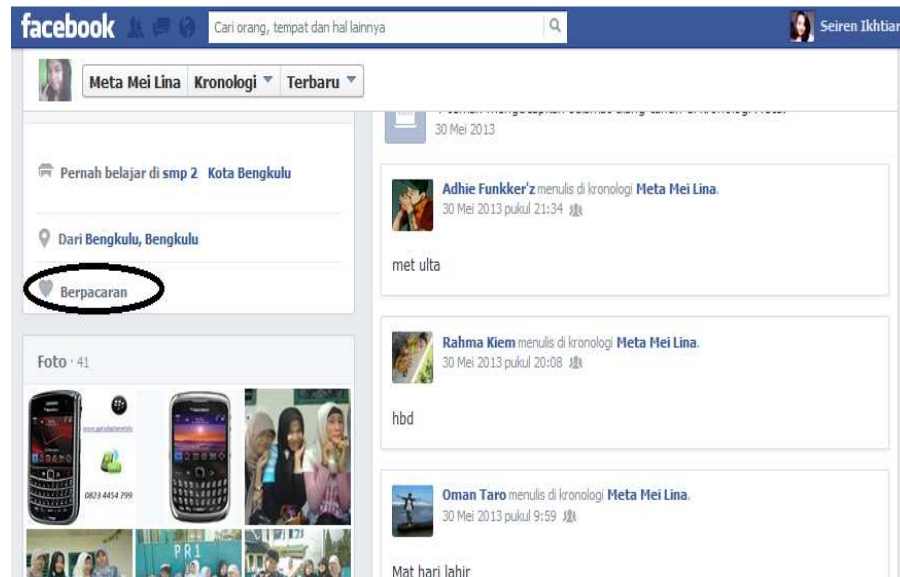 facebook
Cari orang, tempat dan hal lainnya
Seiren Ikhtiar
Meta Mei Lina Kronologi Terbaru
30 Mei 2013
Pernah belajar di smp 2 Kota Bengkulu
Dari Bengkulu, Bengkulu
Berpacaran
Foto · 41
0823 4454 799
PR1
Adhie Funkker'z menulis di kronologi Meta Mei Lina.
30 Mei 2013 pukul 21:34
met ulta
Rahma Kiem menulis di kronologi Meta Mei Lina.
30 Mei 2013 pukul 20:08
hbd
Oman Taro menulis di kronologi Meta Mei Lina.
30 Mei 2013 pukul 9:59
Mat hari lahir